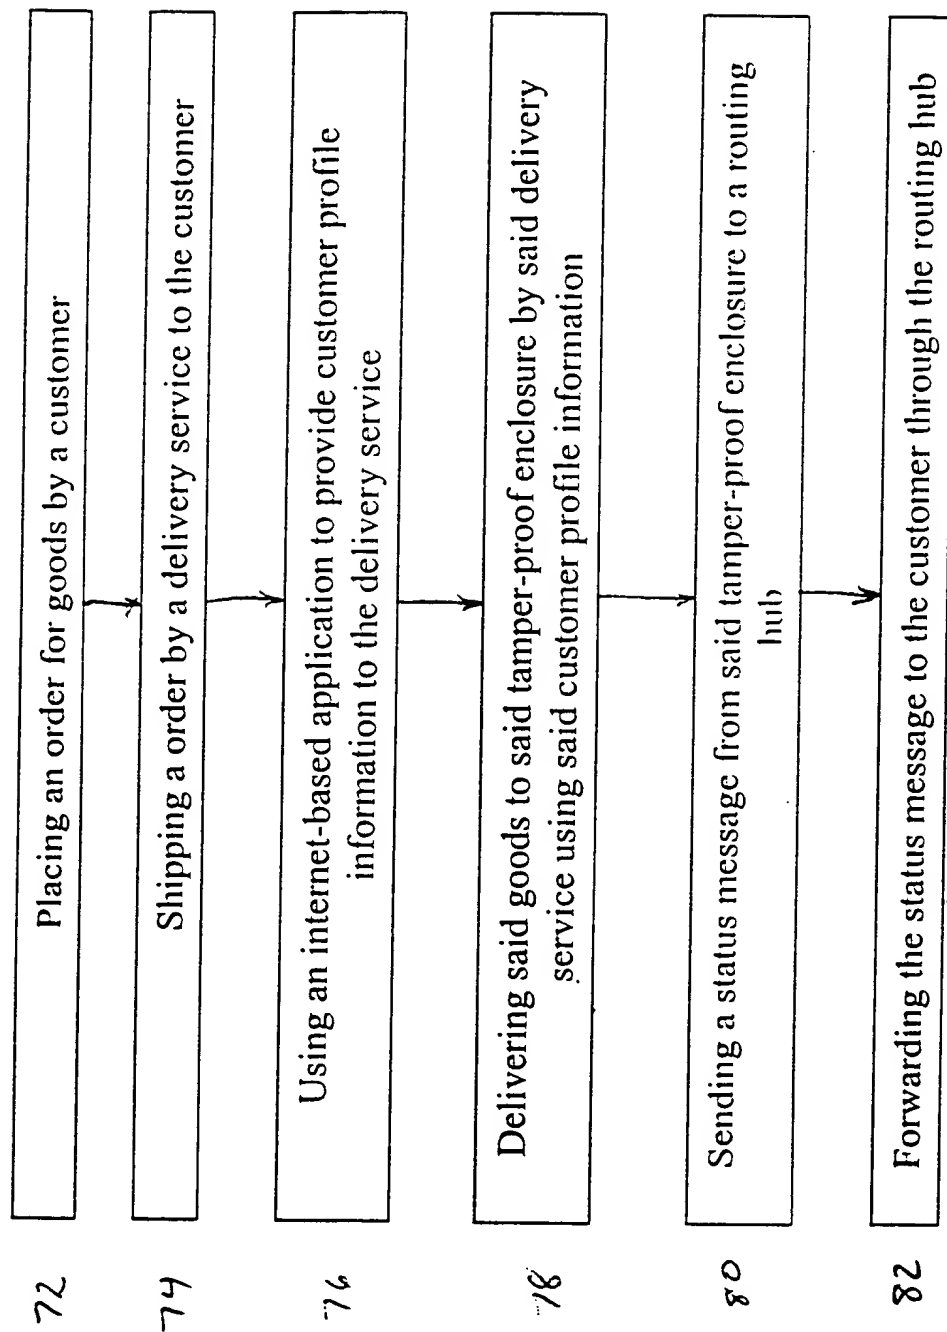 72
Placing an order for goods by a customer
74
Shipping a order by a delivery service to the customer
76
Using an internet-based application to provide customer profile
information to the delivery service
78
Delivering said goods to said tamper-proof enclosure by said delivery
service using said customer profile information
80
Sending a status message from said tamper-proof enclosure to a routing
hub
82
Forwarding the status message to the customer through the routing hub